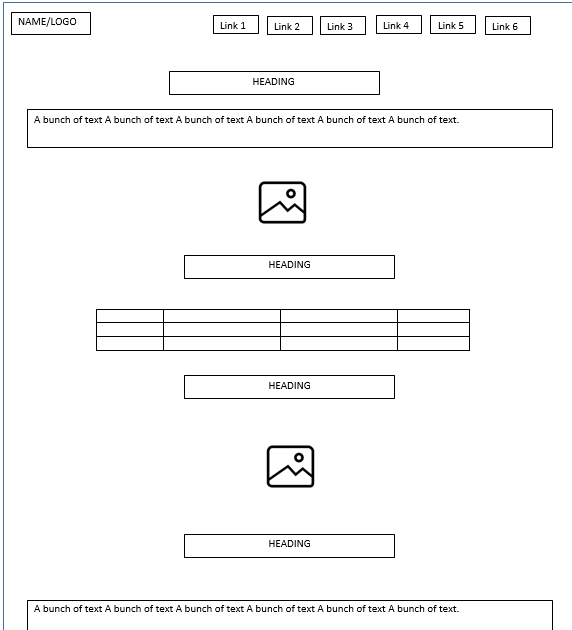 NAME/LOGO
Link 1 Link 2 Link 3 Link 4 Link 5 Link 6
HEADING
A bunch of text A bunch of text A bunch of text A bunch of text A bunch of text A bunch of text.
HEADING
HEADING
HEADING
A bunch of text A bunch of text A bunch of text A bunch of text A bunch of text A bunch of text.